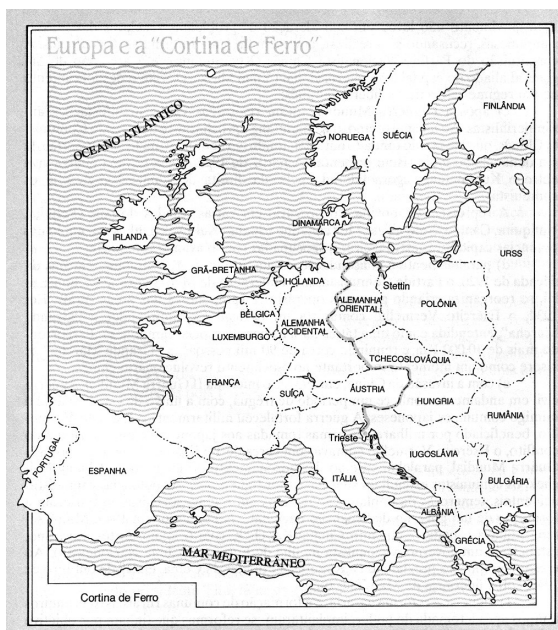 Europa e a "Cortina de Ferro"
OCEANO ATLÂNTICO
FINLÂNDIA
NORUEGA
SUÉCIA
DINAMARCA
IRLANDA
URSS
GRÃ-BRETANHA
HOLANDA
Stettin
ALEMANHA
ORIENTAL
POLÔNIA
BÉLGICA
ALEMANHA
OCIDENTAL
LUXEMBURGO
TCHECOSLOVÁQUIA
FRANÇA
SUÍÇA
ÁUSTRIA
HUNGRIA
ROMÂNIA
Trieste
IUGOSLÁVIA
PORTUGAL
ESPANHA
ITÁLIA
BULGÁRIA
ALBÂNIA
GRÉCIA
MAR MEDITERRÂNEO
Cortina de Ferro